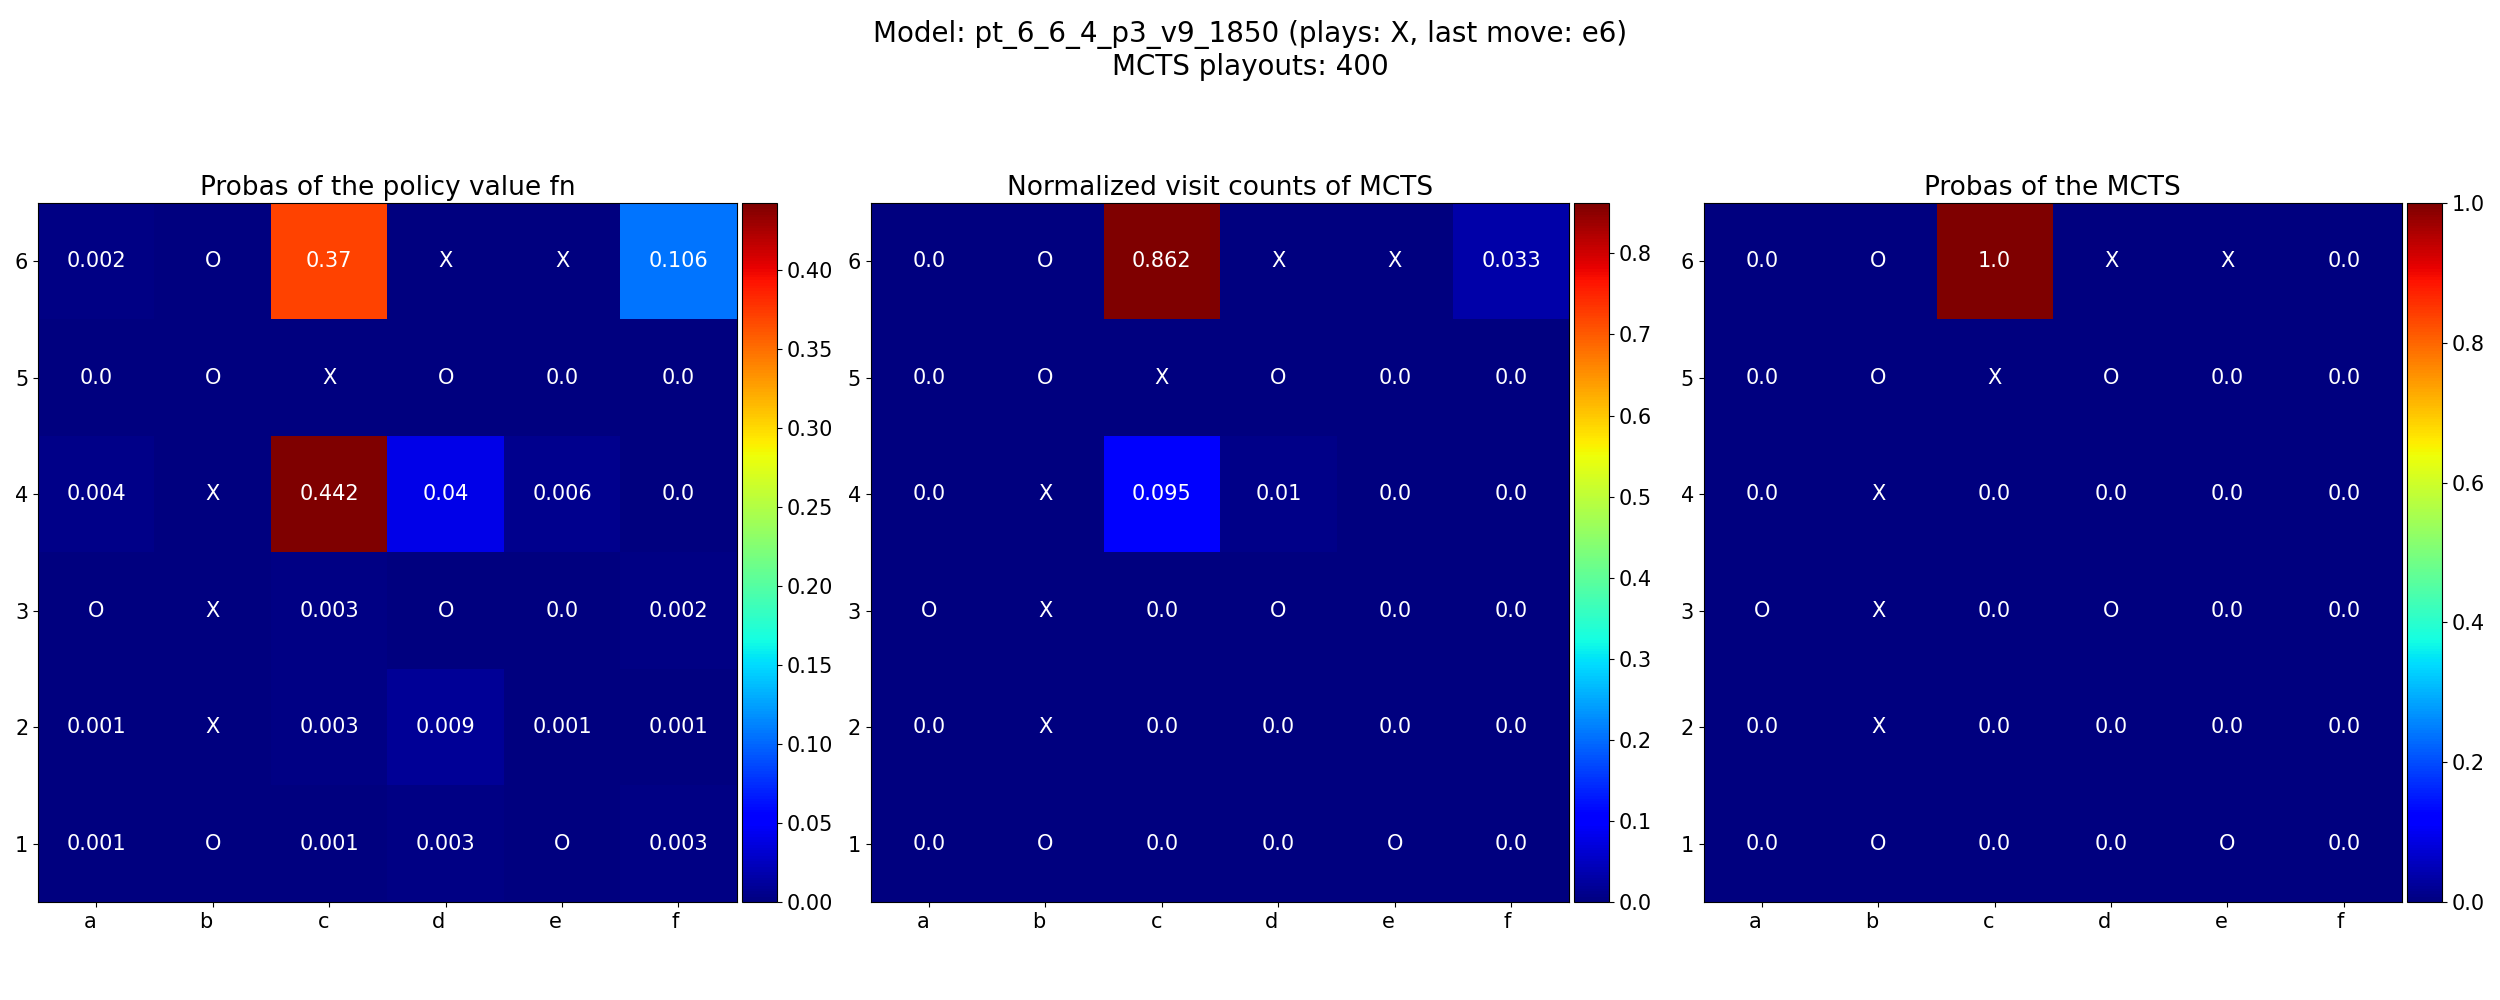 Model: pt_6_6_4_p3_v9_1850 (plays: X, last move: e6)
MCTS playouts: 400
Probas of the policy value fn
6 0.002 O 0.37 X X 0.106
5 0.0 O X O 0.0 0.0
4 0.004 X 0.442 0.04 0.006 0.0
3 O X 0.003 O 0.0 0.002
2 0.001 X 0.003 0.009 0.001 0.001
1 0.001 O 0.001 0.003 O 0.003
a b c d e f
0.40
0.35
0.30
0.25
0.20
0.15
0.10
0.05
0.00
Normalized visit counts of MCTS
6 0.0 O 0.862 X X 0.033
5 0.0 O X O 0.0 0.0
4 0.0 X 0.095 0.01 0.0 0.0
3 O X 0.0 O 0.0 0.0
2 0.0 X 0.0 0.0 0.0 0.0
1 0.0 O 0.0 0.0 O 0.0
a b c d e f
0.8
0.7
0.6
0.5
0.4
0.3
0.2
0.1
0.0
Probas of the MCTS
6 0.0 O 1.0 X X 0.0
5 0.0 O X O 0.0 0.0
4 0.0 X 0.0 0.0 0.0 0.0
3 O X 0.0 O 0.0 0.0
2 0.0 X 0.0 0.0 0.0 0.0
1 0.0 O 0.0 0.0 O 0.0
a b c d e f
1.0
0.8
0.6
0.4
0.2
0.0